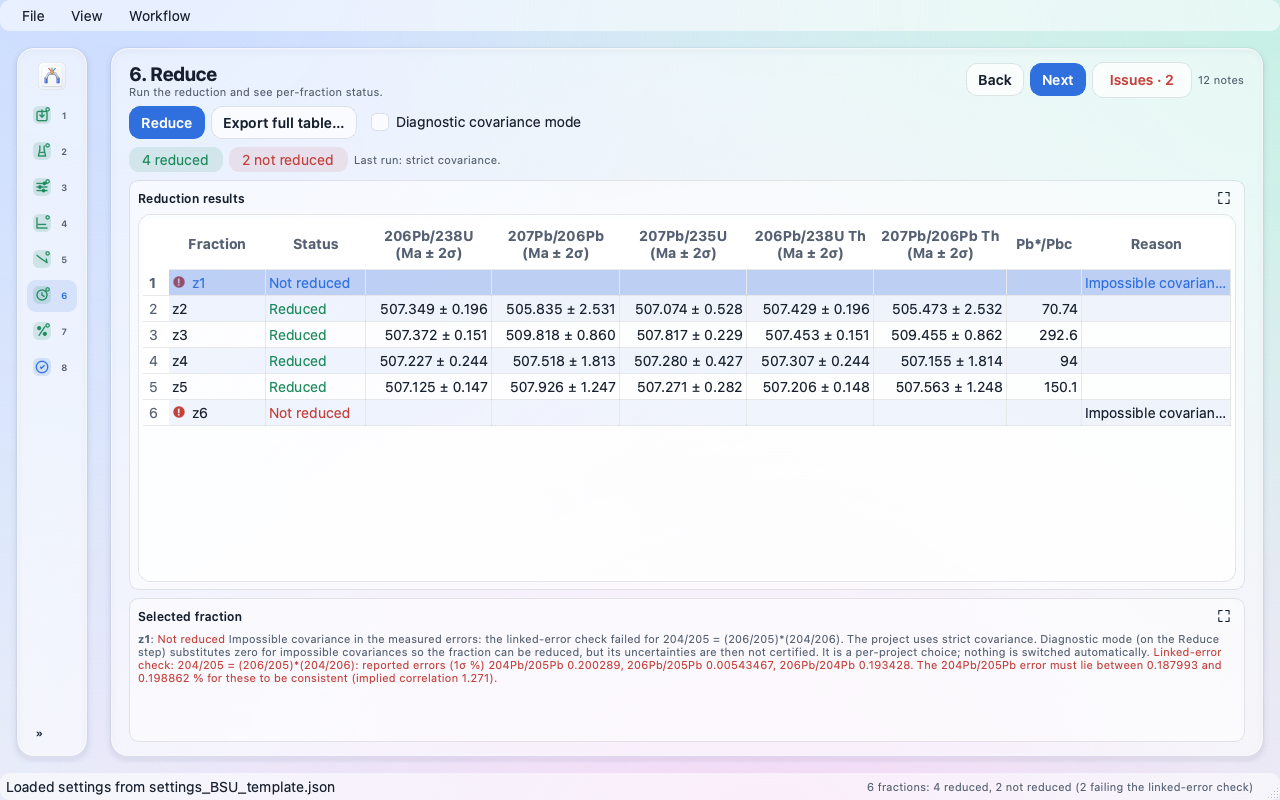 File View Workflow
6. Reduce
Run the reduction and see per-fraction status.
Back Next Issues · 2 12 notes
Reduce Export full table... Diagnostic covariance mode
4 reduced 2 not reduced Last run: strict covariance.
1
2
3
4
5
6
7
8
»
Reduction results
Fraction Status 206Pb/238U (Ma ± 2σ) 207Pb/206Pb (Ma ± 2σ) 207Pb/235U (Ma ± 2σ) 206Pb/238U Th (Ma ± 2σ) 207Pb/206Pb Th (Ma ± 2σ) Pb*/Pbc Reason
1 z1 Not reduced Impossible covarian...
2 z2 Reduced 507.349 ± 0.196 505.835 ± 2.531 507.074 ± 0.528 507.429 ± 0.196 505.473 ± 2.532 70.74
3 z3 Reduced 507.372 ± 0.151 509.818 ± 0.860 507.817 ± 0.229 507.453 ± 0.151 509.455 ± 0.862 292.6
4 z4 Reduced 507.227 ± 0.244 507.518 ± 1.813 507.280 ± 0.427 507.307 ± 0.244 507.155 ± 1.814 94
5 z5 Reduced 507.125 ± 0.147 507.926 ± 1.247 507.271 ± 0.282 507.206 ± 0.148 507.563 ± 1.248 150.1
6 z6 Not reduced Impossible covarian...
Selected fraction
z1: Not reduced Impossible covariance in the measured errors: the linked-error check failed for 204/205 = (206/205)*(204/206). The project uses strict covariance. Diagnostic mode (on the Reduce
step) substitutes zero for impossible covariances so the fraction can be reduced, but its uncertainties are then not certified. It is a per-project choice; nothing is switched automatically. Linked-error
check: 204/205 = (206/205)*(204/206): reported errors (1σ %) 204Pb/205Pb 0.200289, 206Pb/205Pb 0.00543467, 206Pb/204Pb 0.193428. The 204Pb/205Pb error must lie between 0.187993 and
0.198862 % for these to be consistent (implied correlation 1.271).
Loaded settings from settings_BSU_template.json
6 fractions: 4 reduced, 2 not reduced (2 failing the linked-error check)